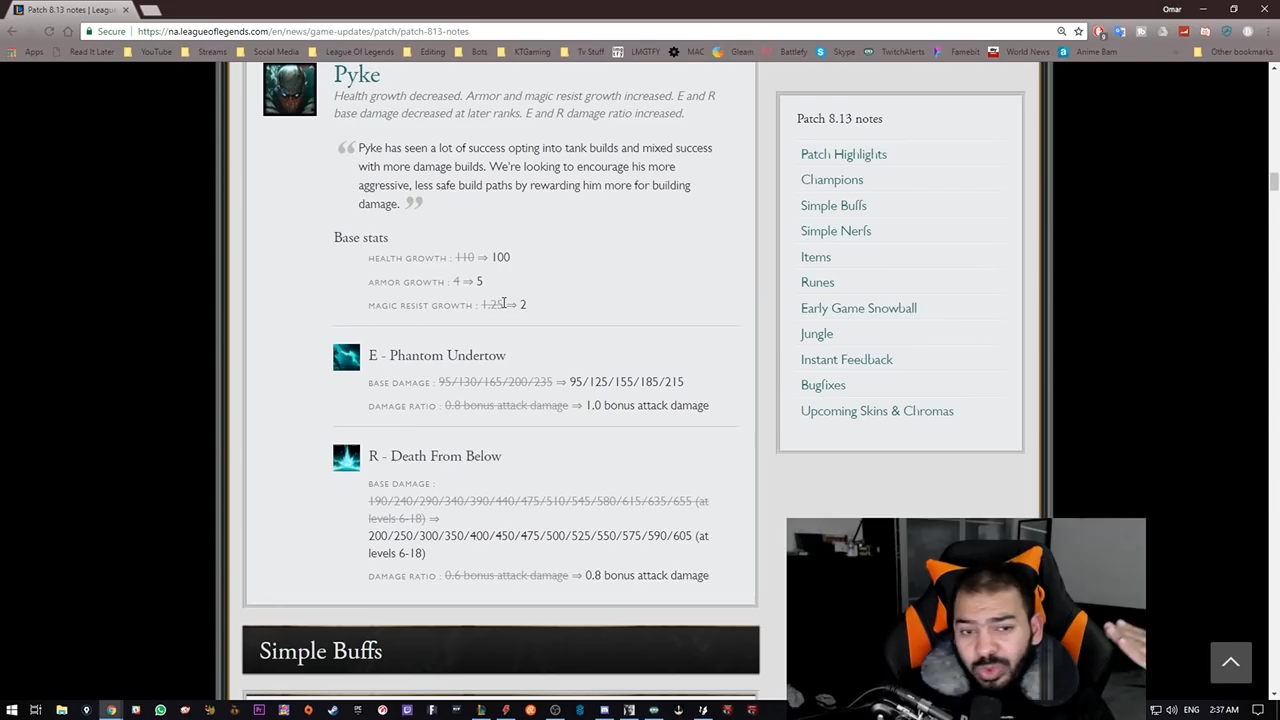 Patch 8.13 notes | Leagu
Omar
Secure | https://na.leagueoflegends.com/en/news/game-updates/patch/patch-813-notes
Apps Read It Later YouTube Streams Social Media League Of Legends Editing Bots KTGaming Tv Stuff LMGTFY MAC Gleam Battlefy Skype TwitchAlerts Famebit World News Anime Bam Other bookmarks
Pyke
Health growth decreased. Armor and magic resist growth increased. E and R
base damage decreased at later ranks. E and R damage ratio increased.
Pyke has seen a lot of success opting into tank builds and mixed success
with more damage builds. We're looking to encourage his more
aggressive, less safe build paths by rewarding him more for building
damage.
Base stats
HEALTH GROWTH : 110 ⇒ 100
ARMOR GROWTH : 4 ⇒ 5
MAGIC RESIST GROWTH : 1.25 ⇒ 2
E - Phantom Undertow
BASE DAMAGE : 95/130/165/200/235 ⇒ 95/125/155/185/215
DAMAGE RATIO : 0.8 bonus attack damage ⇒ 1.0 bonus attack damage
R - Death From Below
BASE DAMAGE :
190/240/290/340/390/440/475/510/545/580/615/635/655 (at
levels 6-18) ⇒
200/250/300/350/400/450/475/500/525/550/575/590/605 (at
levels 6-18)
DAMAGE RATIO : 0.6 bonus attack damage ⇒ 0.8 bonus attack damage
Simple Buffs
Patch 8.13 notes
Patch Highlights
Champions
Simple Buffs
Simple Nerfs
Items
Runes
Early Game Snowball
Jungle
Instant Feedback
Bugfixes
Upcoming Skins & Chromas
2:37 AM